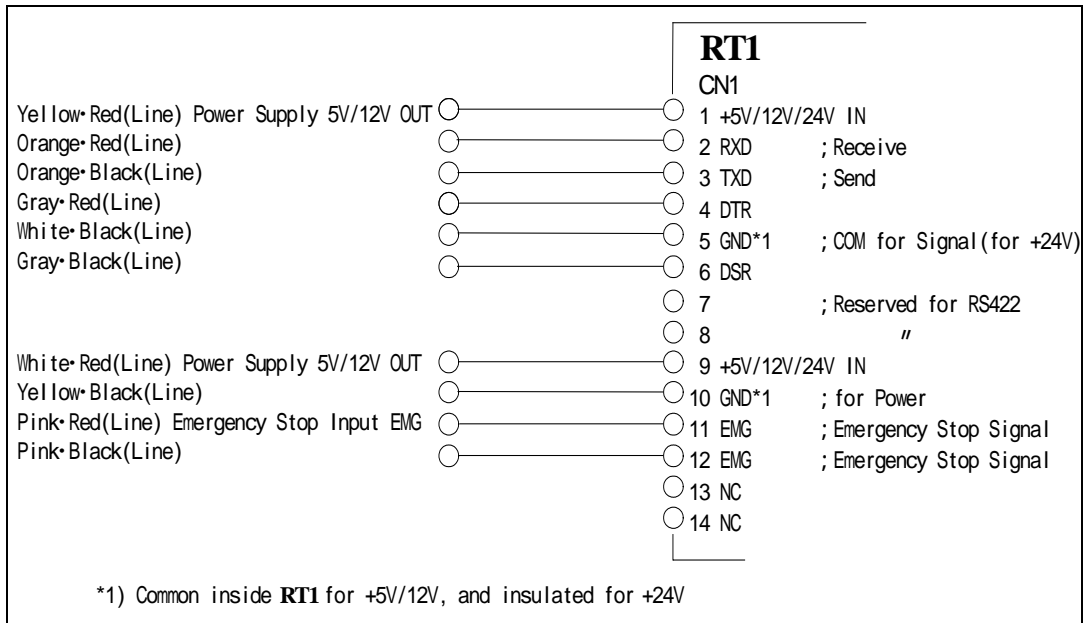 RT1
CN1
Yellow・Red(Line) Power Supply 5V/12V OUT 1 +5V/12V/24V IN
Orange・Red(Line) 2 RXD ;Receive
Orange・Black(Line) 3 TXD ;Send
Gray・Red(Line) 4 DTR
White・Black(Line) 5 GND*1 ;COM for Signal(for +24V)
Gray・Black(Line) 6 DSR
7 ;Reserved for RS422
8 〃
White・Red(Line) Power Supply 5V/12V OUT 9 +5V/12V/24V IN
Yellow・Black(Line) 10 GND*1 ;for Power
Pink・Red(Line) Emergency Stop Input EMG 11 EMG ;Emergency Stop Signal
Pink・Black(Line) 12 EMG ;Emergency Stop Signal
13 NC
14 NC
*1) Common inside RT1 for +5V/12V, and insulated for +24V